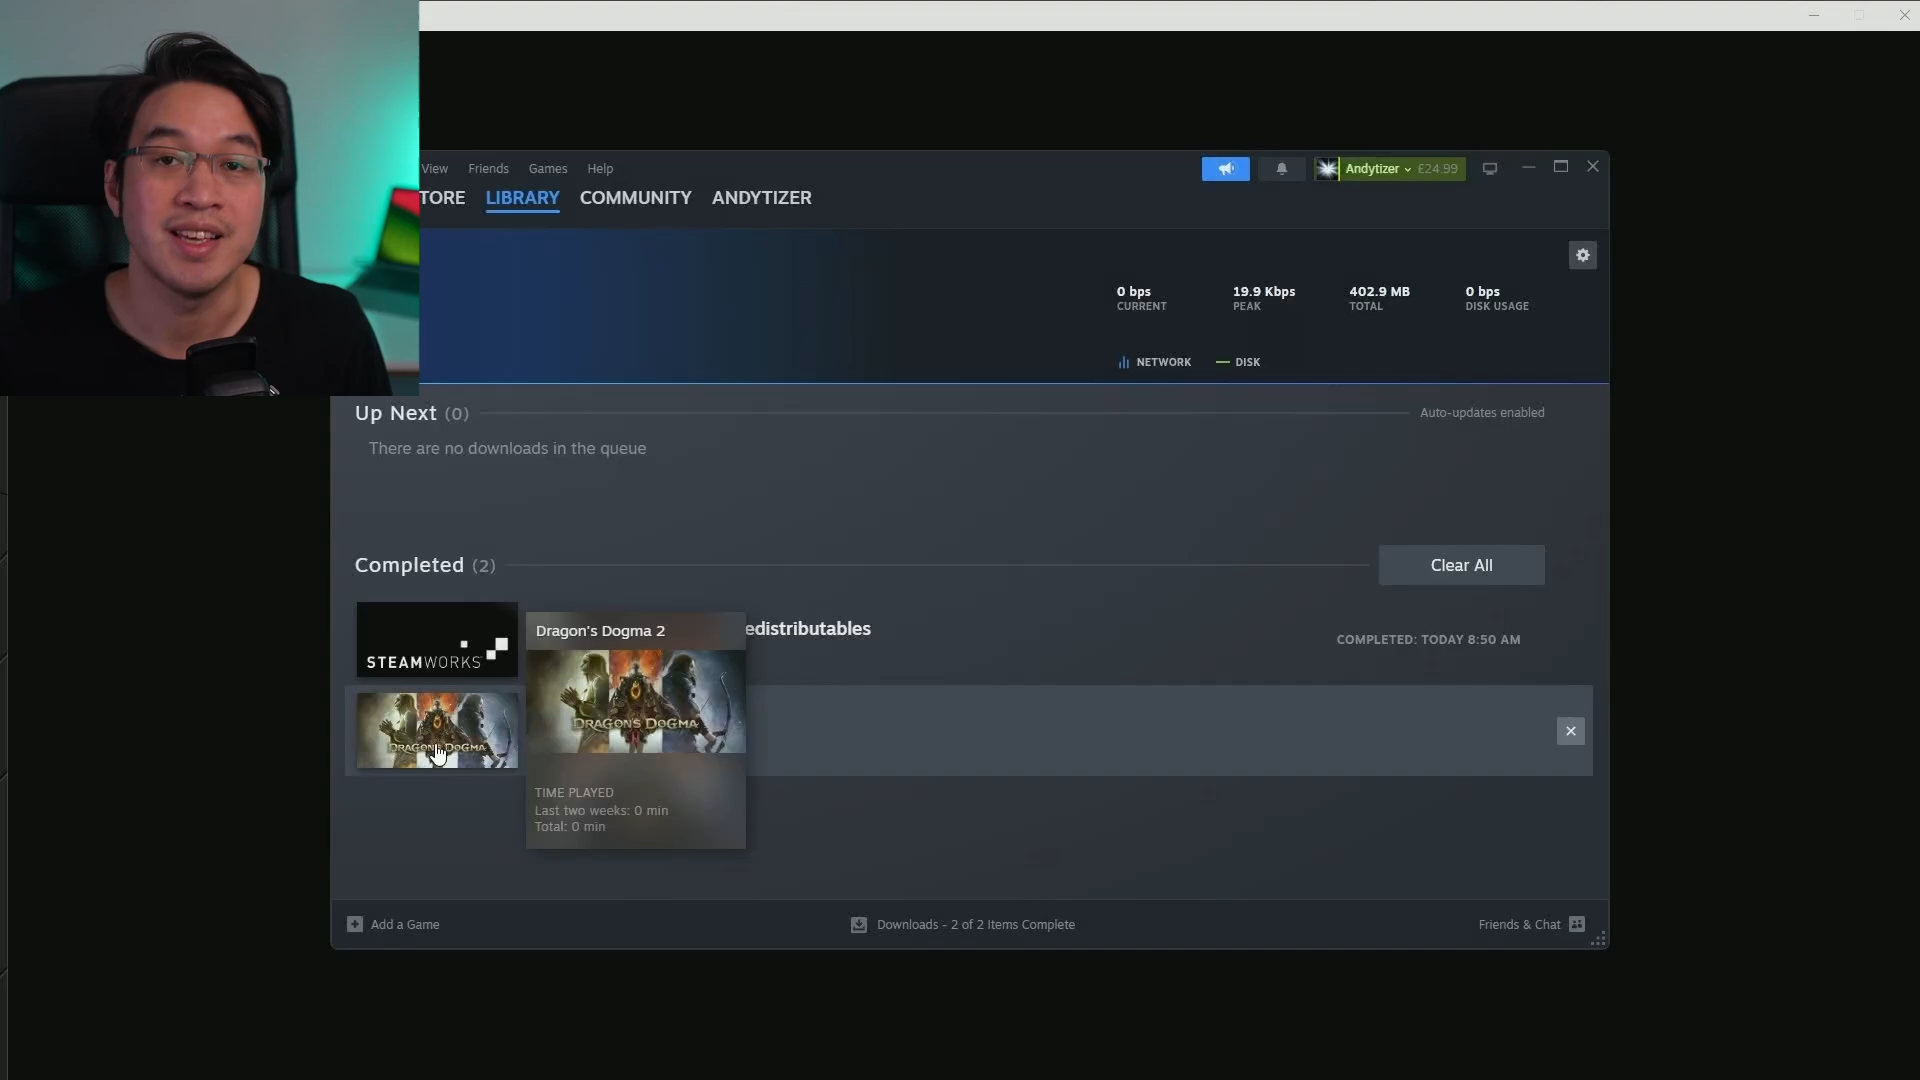 View Friends Games Help
Andytizer £24.99
TORE LIBRARY COMMUNITY ANDYTIZER
0 bps 19.9 Kbps 402.9 MB 0 bps
CURRENT PEAK TOTAL DISK USAGE
NETWORK DISK
Up Next (0)
Auto-updates enabled
There are no downloads in the queue
Completed (2)
Clear All
STEAMWORKS
edistributables
COMPLETED: TODAY 8:50 AM
Dragon's Dogma 2
DRAGON'S DOGMA
DRAGON'S DOGMA
TIME PLAYED
Last two weeks: 0 min
Total: 0 min
Add a Game
Downloads - 2 of 2 Items Complete
Friends & Chat